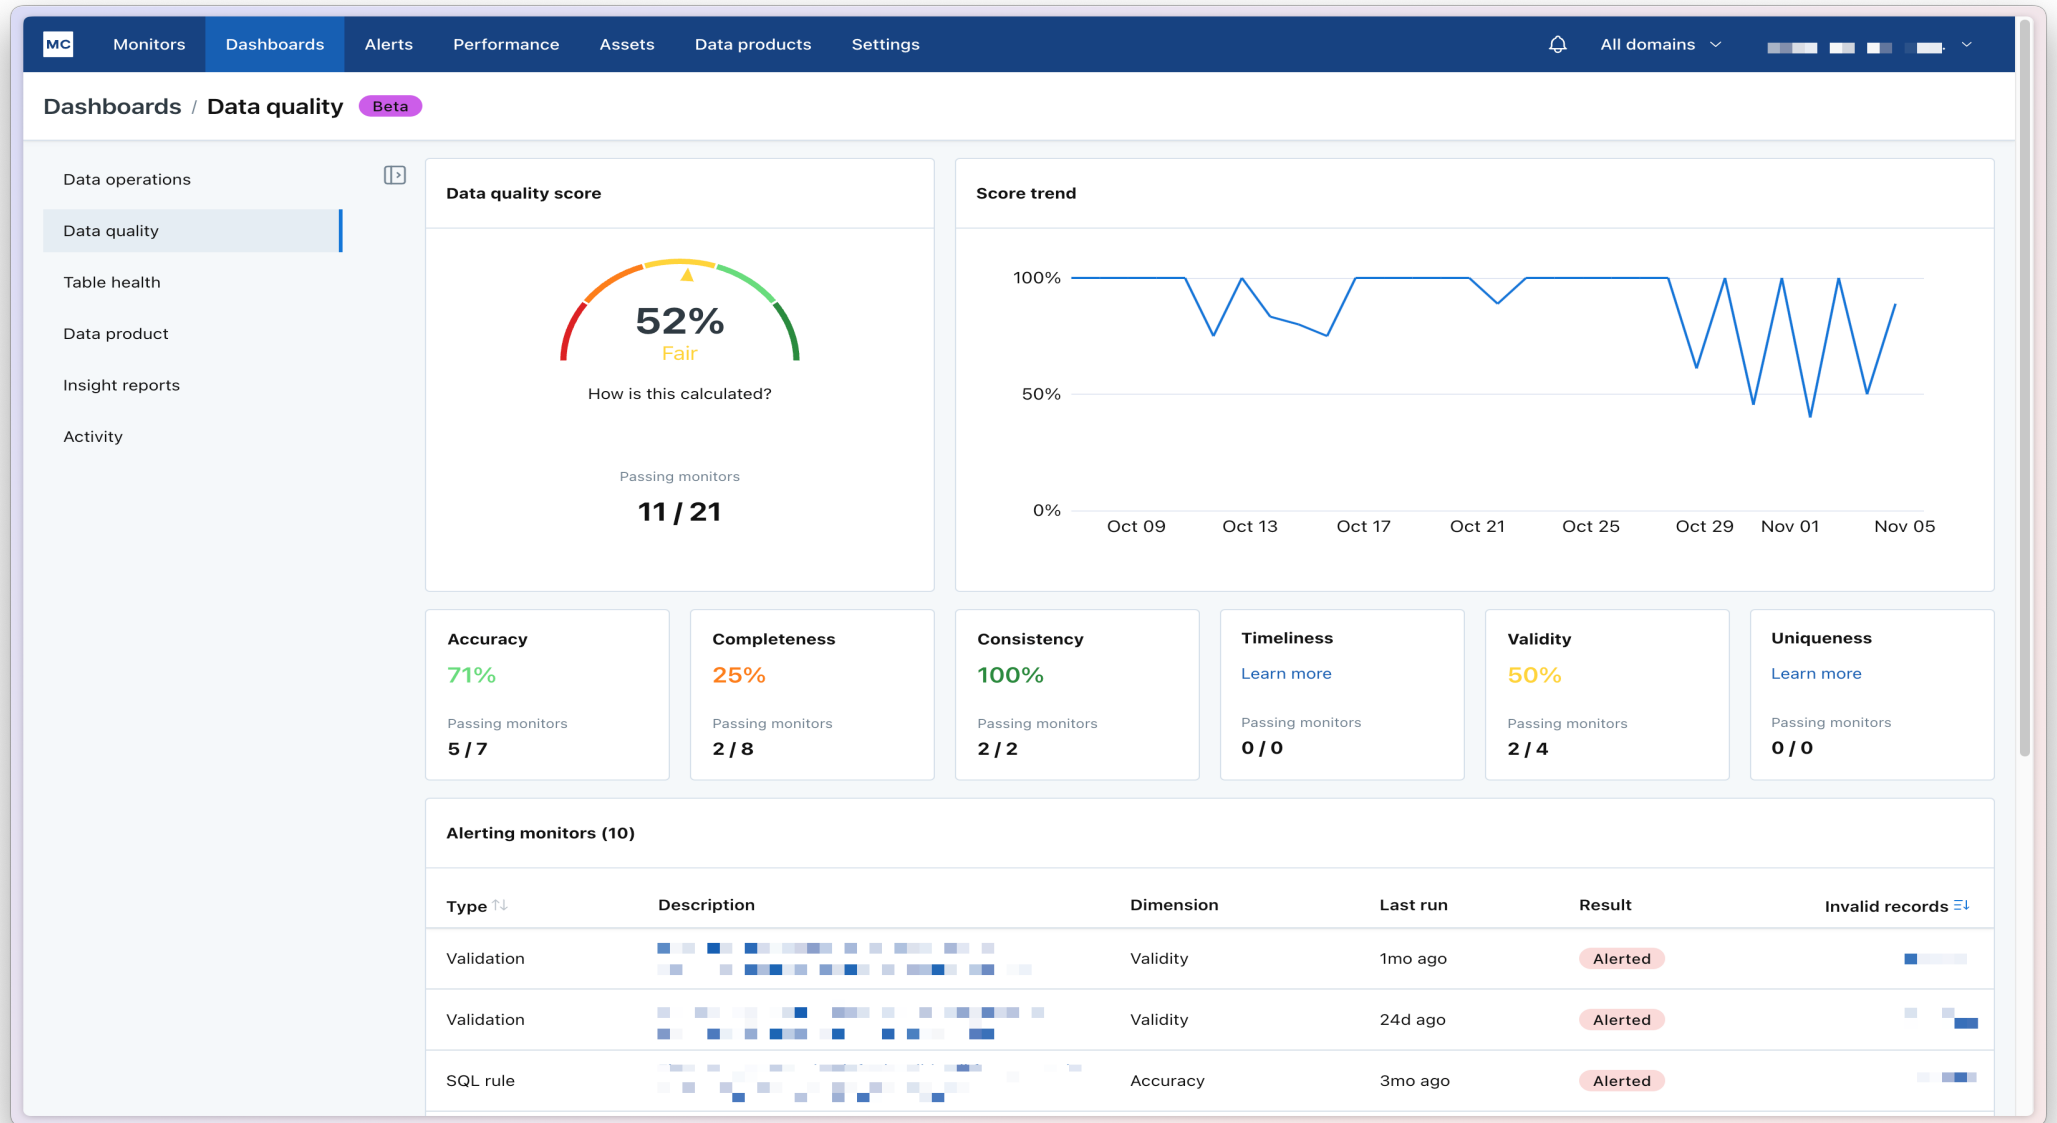 MC Monitors Dashboards Alerts Performance Assets Data products Settings All domains
Dashboards / Data quality Beta
Data operations
Data quality
Table health
Data product
Insight reports
Activity
Data quality score
52%
Fair
How is this calculated?
Passing monitors
11 / 21
Score trend
100%
50%
0%
Oct 09 Oct 13 Oct 17 Oct 21 Oct 25 Oct 29 Nov 01 Nov 05
Accuracy
71%
Passing monitors
5 / 7
Completeness
25%
Passing monitors
2 / 8
Consistency
100%
Passing monitors
2 / 2
Timeliness
Learn more
Passing monitors
0 / 0
Validity
50%
Passing monitors
2 / 4
Uniqueness
Learn more
Passing monitors
0 / 0
Alerting monitors (10)
Type Description Dimension Last run Result Invalid records
Validation Validity 1mo ago Alerted
Validation Validity 24d ago Alerted
SQL rule Accuracy 3mo ago Alerted